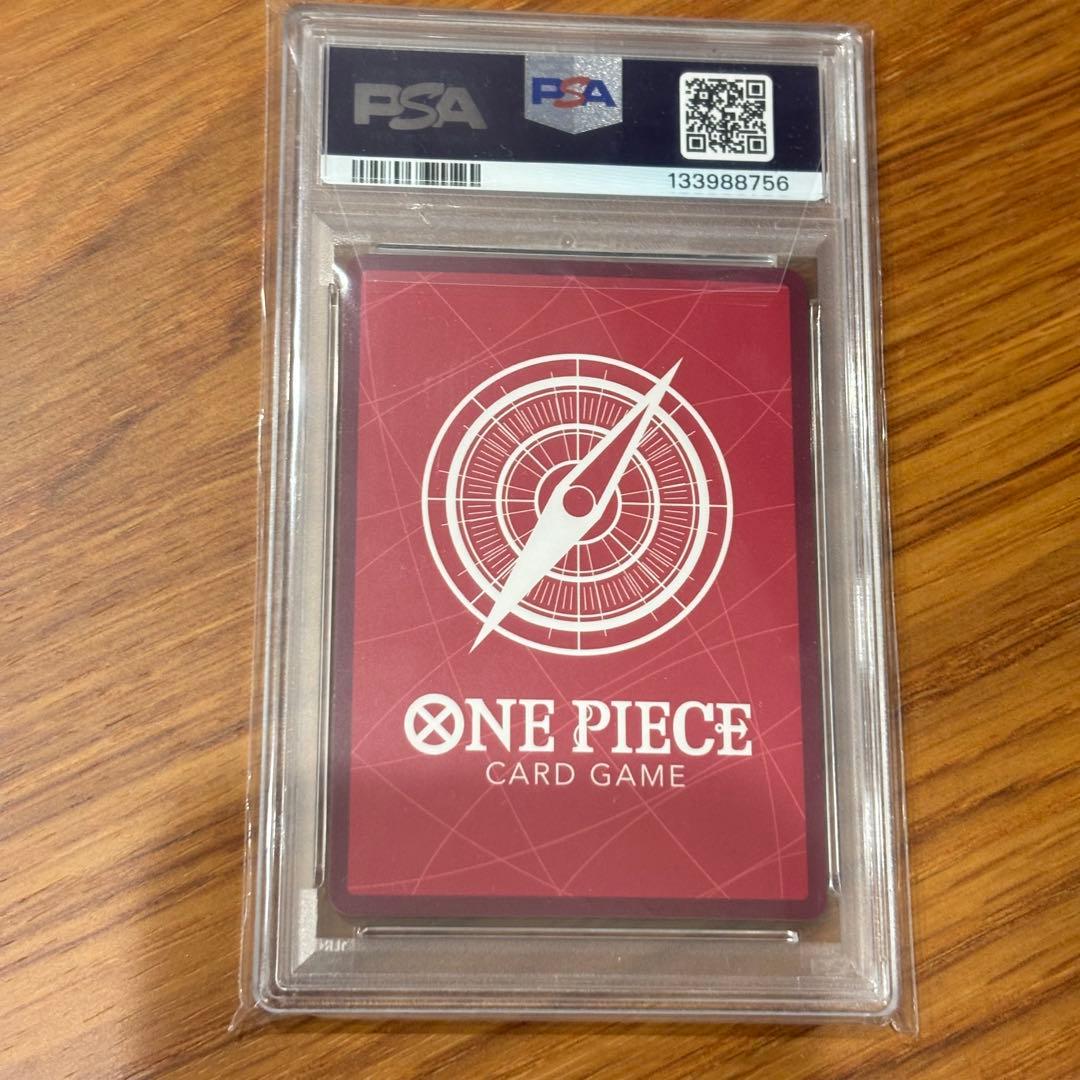 PSA
PSA
133988756
ONE PIECE
CARD GAME